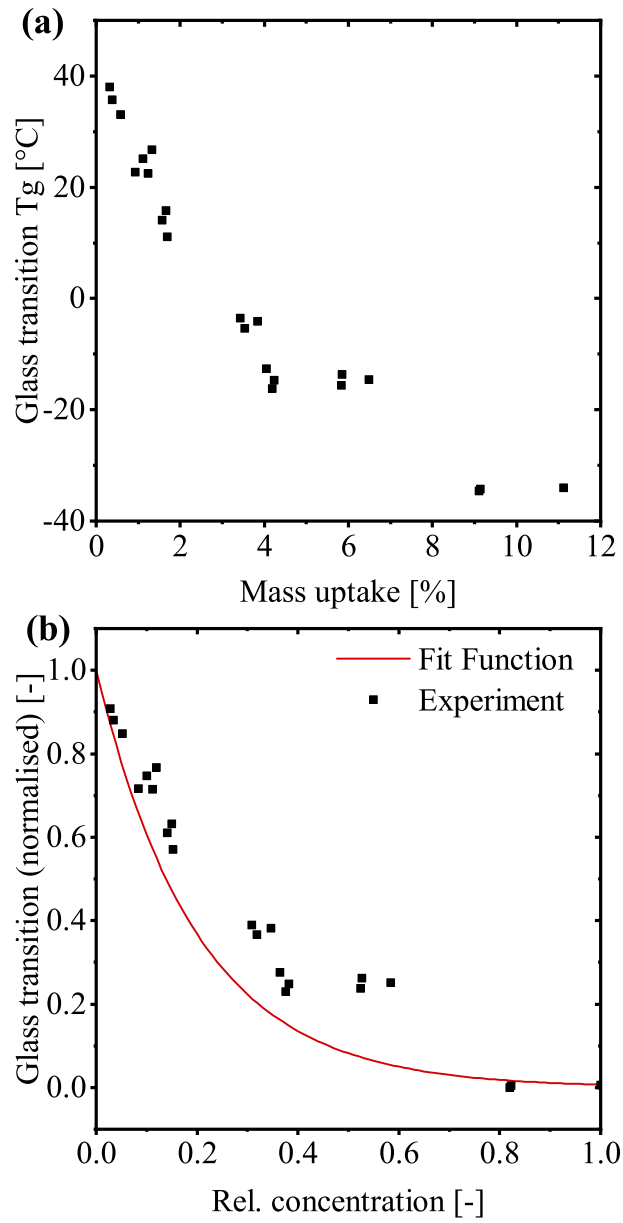 (a)
40
20
0
-20
-40
0 2 4 6 8 10 12
Glass transition Tg [°C]
Mass uptake [%]
(b)
Fit Function
Experiment
1.0
0.8
0.6
0.4
0.2
0.0
0.0 0.2 0.4 0.6 0.8 1.0
Glass transition (normalised) [-]
Rel. concentration [-]